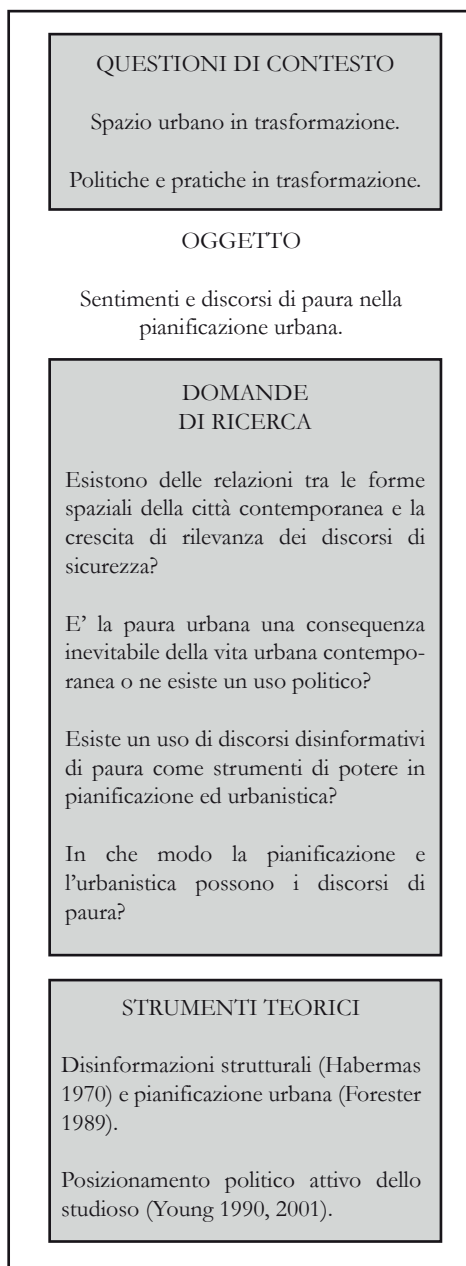 QUESTIONI DI CONTESTO
Spazio urbano in trasformazione.
Politiche e pratiche in trasformazione.
OGGETTO
Sentimenti e discorsi di paura nella
pianificazione urbana.
DOMANDE
DI RICERCA
Esistono delle relazioni tra le forme
spaziali della città contemporanea e la
crescita di rilevanza dei discorsi di
sicurezza?
E' la paura urbana una consequenza
inevitabile della vita urbana contempo-
ranea o ne esiste un uso politico?
Esiste un uso di discorsi disinformativi
di paura come strumenti di potere in
pianificazione ed urbanistica?
In che modo la pianificazione e
l'urbanistica possono i discorsi di
paura?
STRUMENTI TEORICI
Disinformazioni strutturali (Habermas
1970) e pianificazione urbana (Forester
1989).
Posizionamento politico attivo dello
studioso (Young 1990, 2001).